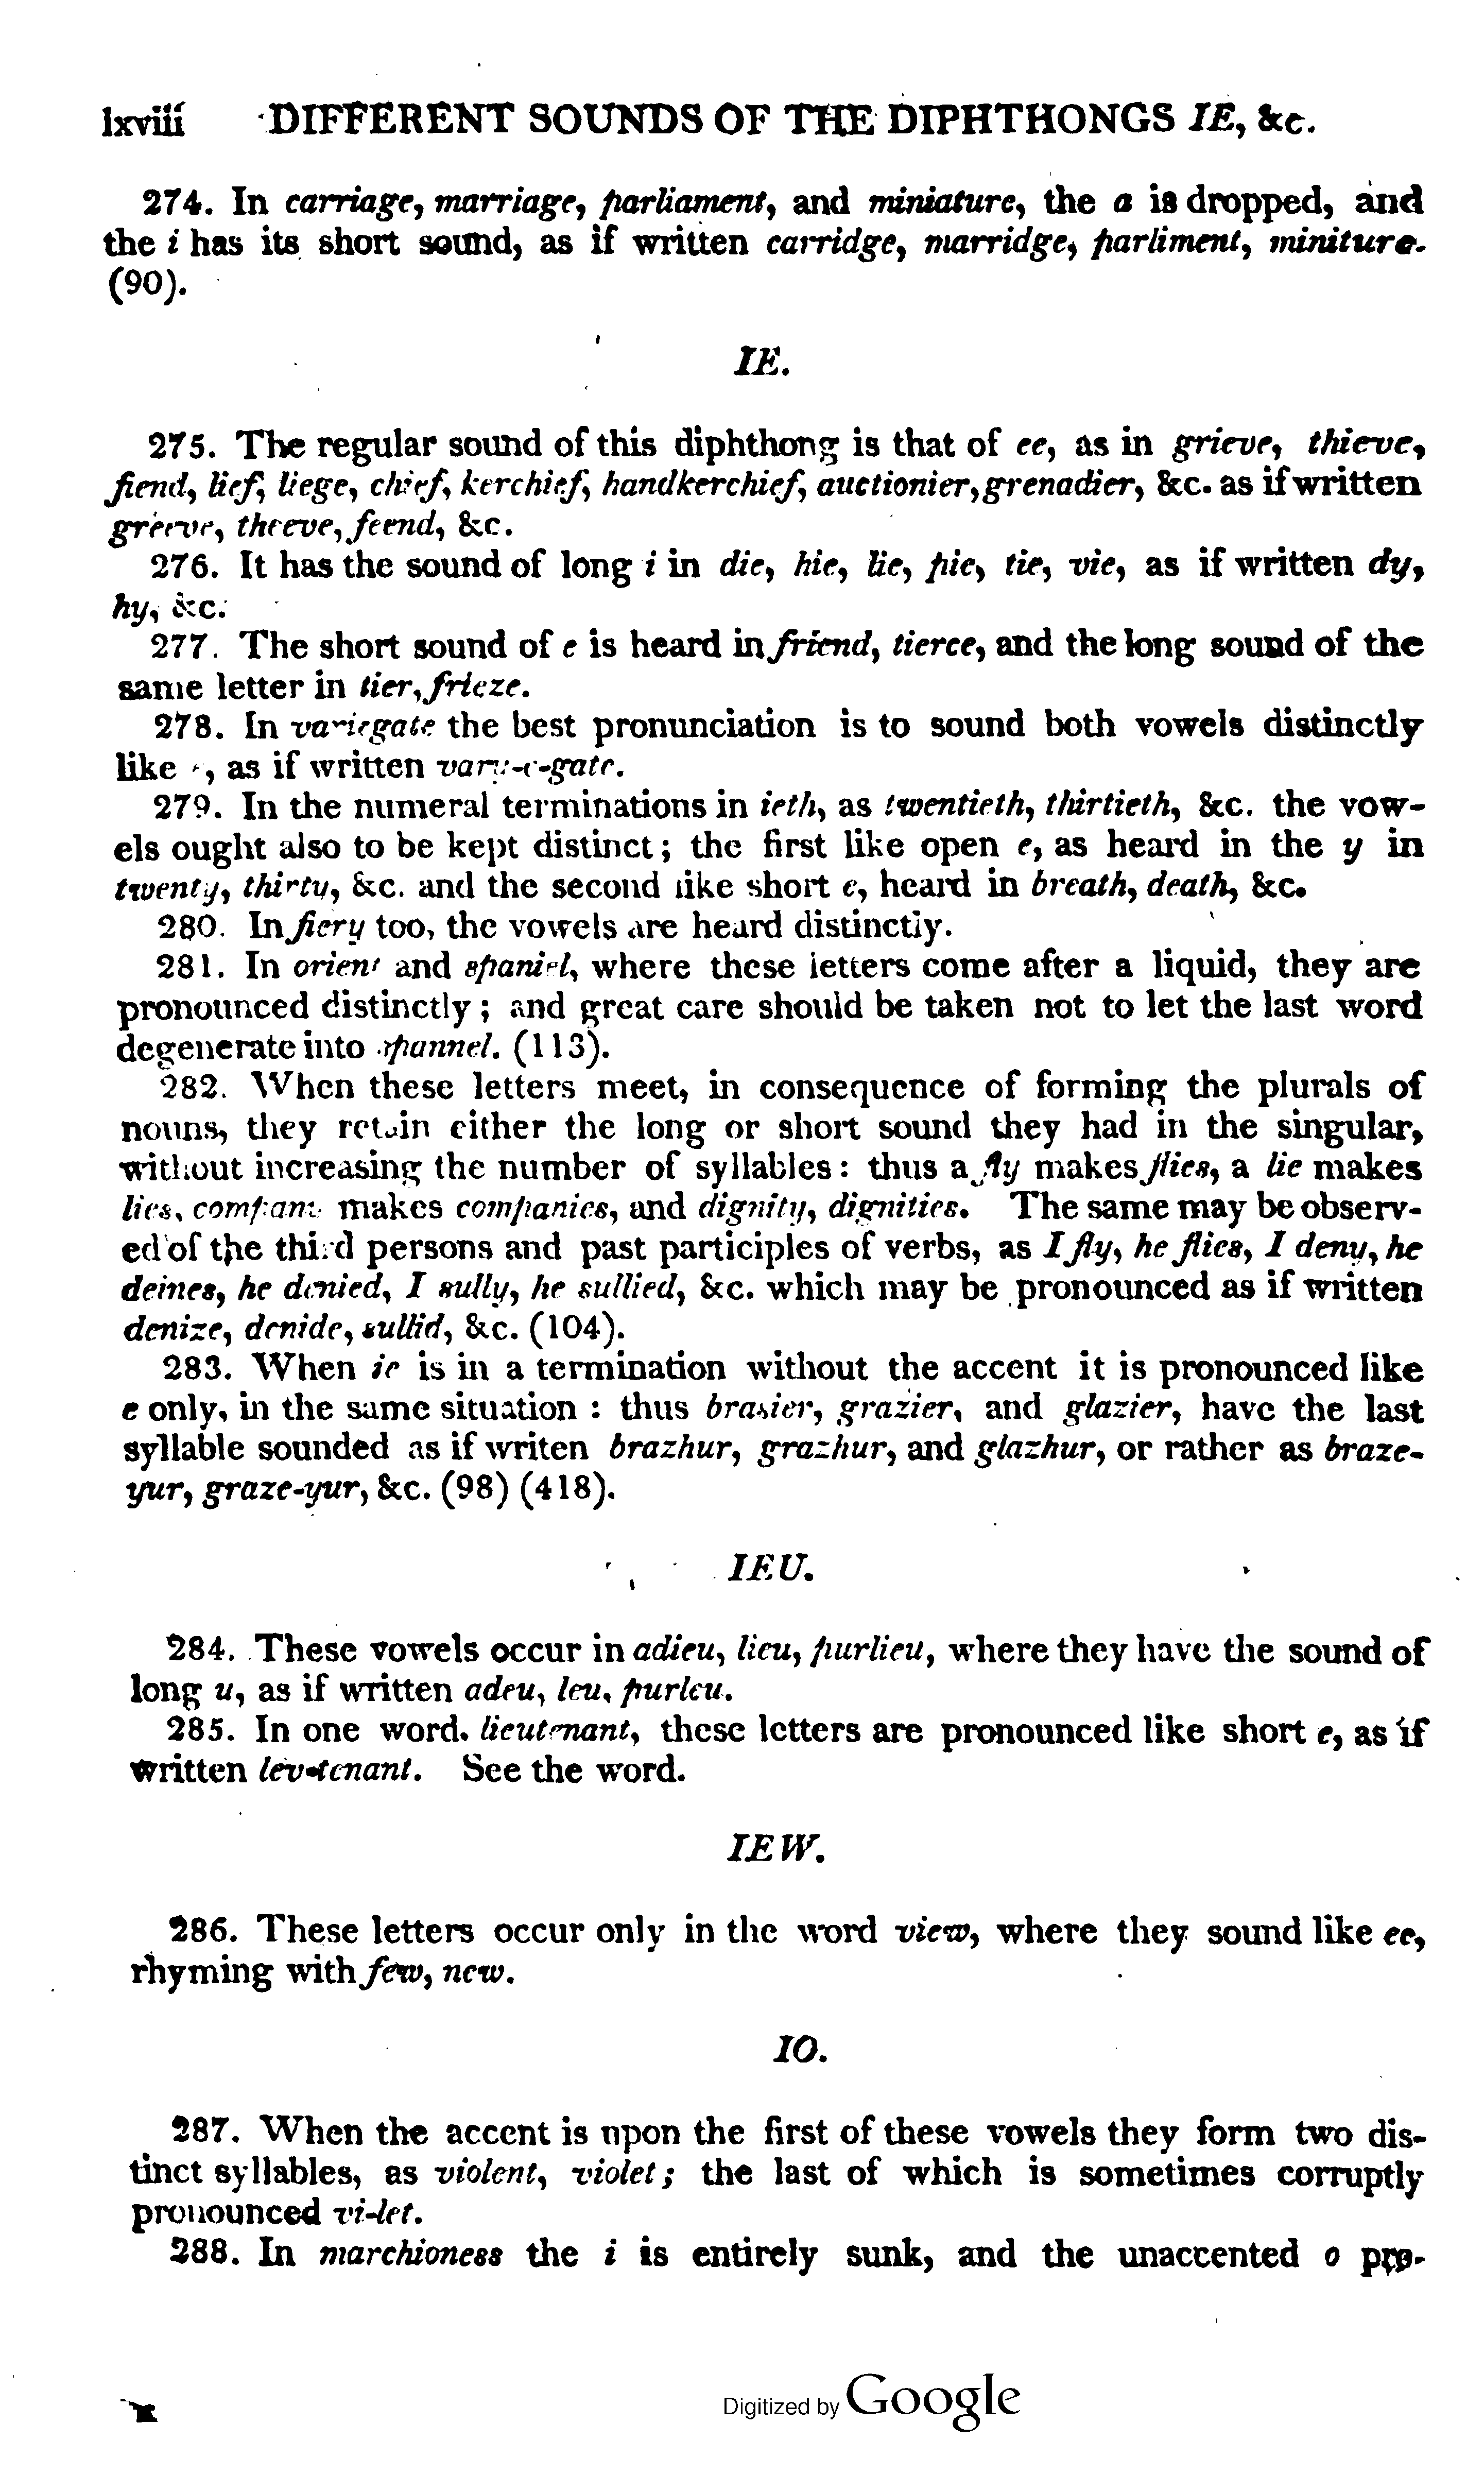 lxviii DIFFERENT SOUNDS OF THE DIPHTHONGS IE, &c.
274. In carriage, marriage, parliament, and miniature, the a is dropped, and
the i has its short sound, as if written carridge, marridge, parliment, miniture.
(90).
IE.
275. The regular sound of this diphthong is that of ee, as in grieve, thieve,
fiend, lief, liege, chief, kerchief, handkerchief, auctionier, grenadier, &c. as if written
greeve, theeve, feend, &c.
276. It has the sound of long i in die, hie, lie, pie, tie, vie, as if written dy,
hy, &c.
277. The short sound of e is heard in friend, tierce, and the long sound of the
same letter in tier, frieze.
278. In variegate the best pronunciation is to sound both vowels distinctly
like , as if written vary-e-gate.
279. In the numeral terminations in ieth, as twentieth, thirtieth, &c. the vow-
els ought also to be kept distinct; the first like open e, as heard in the y in
twenty, thirty, &c. and the second like short e, heard in breath, death, &c.
280. In fiery too, the vowels are heard distinctly.
281. In orient and spaniel, where these letters come after a liquid, they are
pronounced distinctly; and great care should be taken not to let the last word
degenerate into spannel. (113).
282. When these letters meet, in consequence of forming the plurals of
nouns, they retain either the long or short sound they had in the singular,
without increasing the number of syllables: thus a fly makes flies, a lie makes
lies, company makes companies, and dignity, dignities. The same may be observ-
ed of the third persons and past participles of verbs, as I fly, he flies, I deny, he
deines, he denied, I sully, he sullied, &c. which may be pronounced as if written
denize, denide, sullid, &c. (104).
283. When ie is in a termination without the accent it is pronounced like
e only, in the same situation : thus brasier, grazier, and glazier, have the last
syllable sounded as if writen brazhur, grazhur, and glazhur, or rather as braze-
yur, graze-yur, &c. (98) (418).
IEU.
284. These vowels occur in adieu, lieu, purlieu, where they have the sound of
long u, as if written adeu, leu, purleu.
285. In one word, lieutenant, these letters are pronounced like short e, as if
written lev-tenant. See the word.
IEW.
286. These letters occur only in the word view, where they sound like ee,
rhyming with few, new.
IO.
287. When the accent is upon the first of these vowels they form two dis-
tinct syllables, as violent, violet; the last of which is sometimes corruptly
pronounced vi-let.
288. In marchioness the i is entirely sunk, and the unaccented o pro-
Digitized by Google